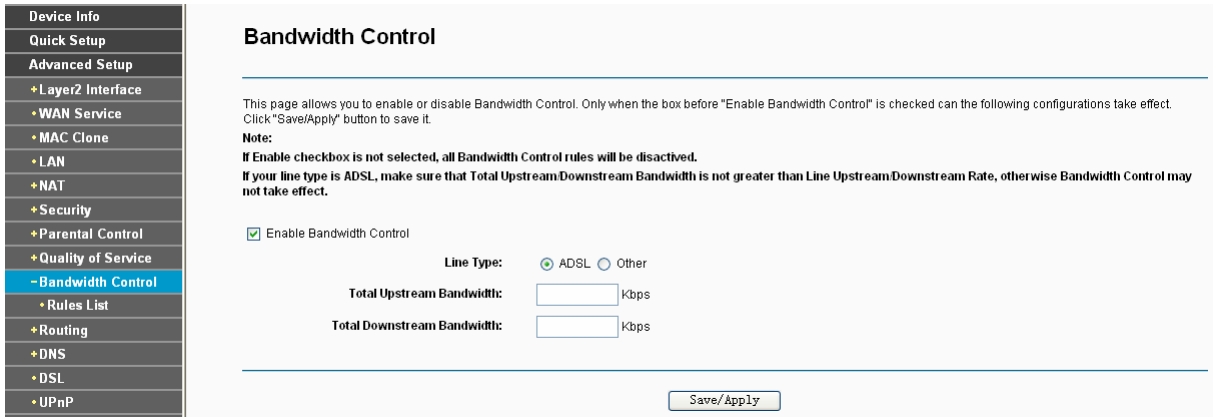 Device Info
Quick Setup
Advanced Setup
+Layer2 Interface
•WAN Service
•MAC Clone
•LAN
+NAT
+Security
+Parental Control
+Quality of Service
-Bandwidth Control
•Rules List
+Routing
+DNS
•DSL
•UPnP
Bandwidth Control
This page allows you to enable or disable Bandwidth Control. Only when the box before "Enable Bandwidth Control" is checked can the following configurations take effect.
Click "Save/Apply" button to save it.
Note:
If Enable checkbox is not selected, all Bandwidth Control rules will be disactived.
If your line type is ADSL, make sure that Total Upstream/Downstream Bandwidth is not greater than Line Upstream/Downstream Rate, otherwise Bandwidth Control may
not take effect.
Enable Bandwidth Control
Line Type: ADSL Other
Total Upstream Bandwidth: Kbps
Total Downstream Bandwidth: Kbps
Save/Apply